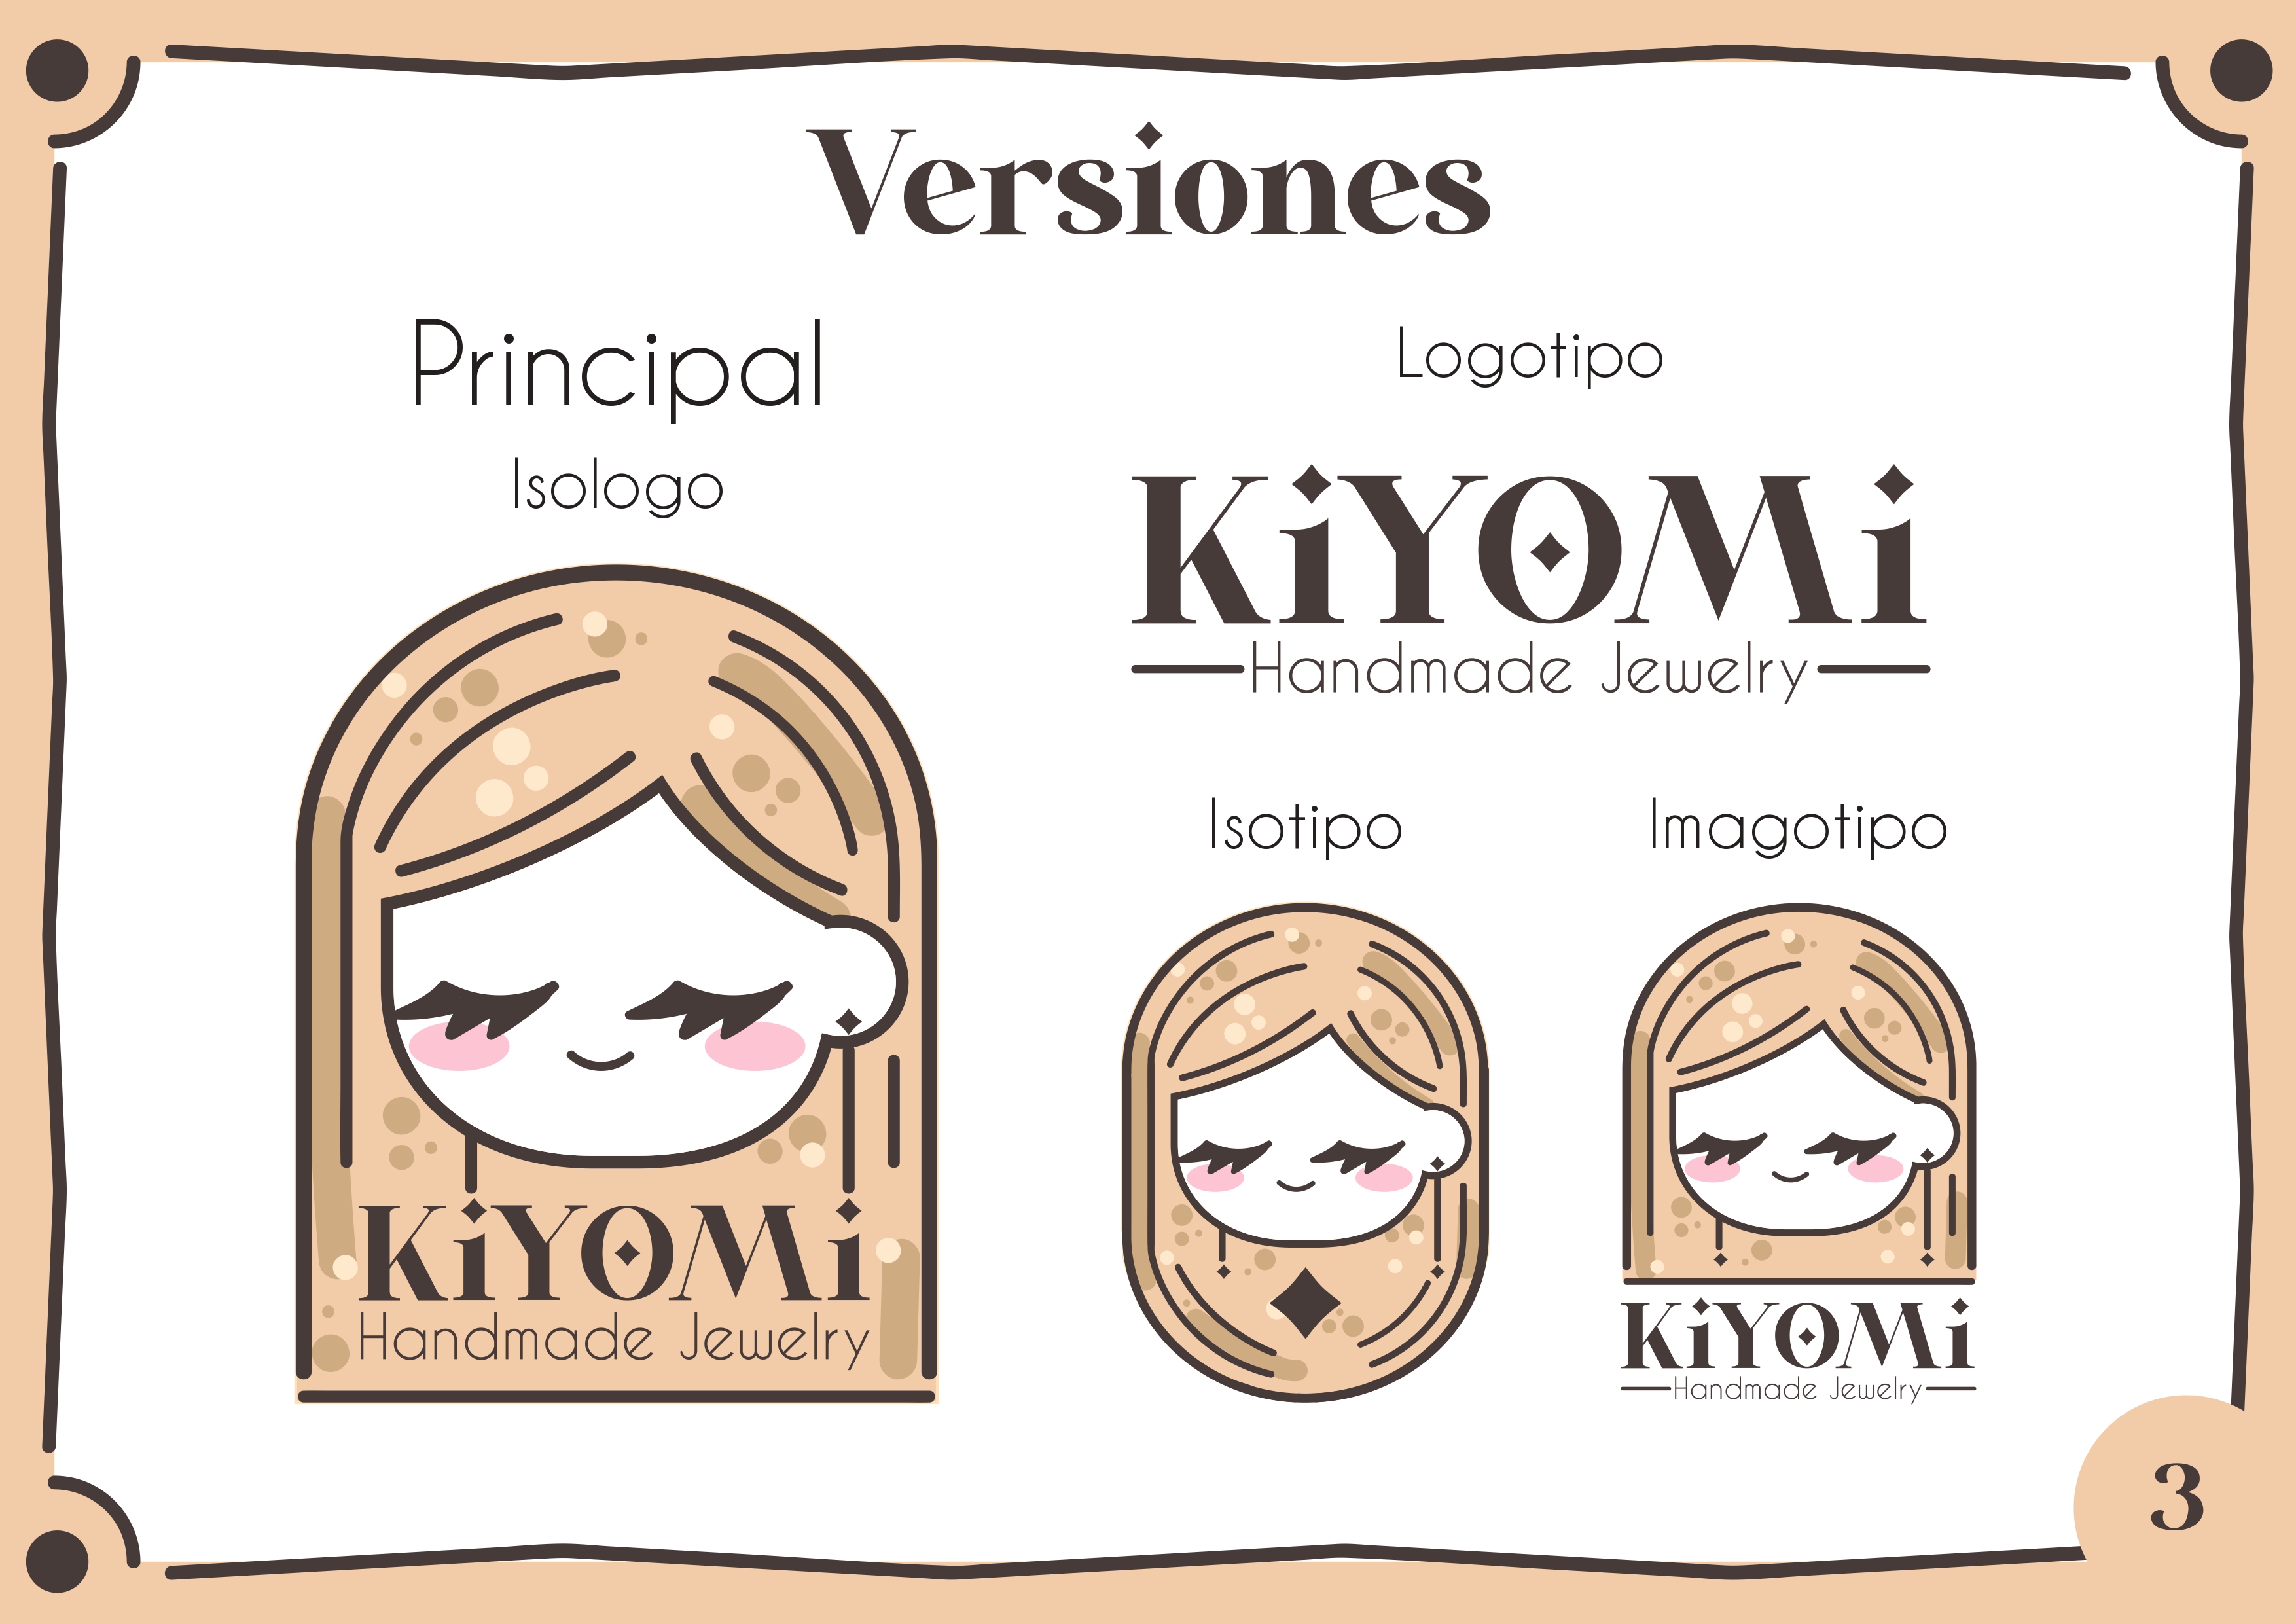 Versiones
Principal
Isologo
KiYOMi
Handmade Jewelry
Logotipo
KiYOMi
Handmade Jewelry
Isotipo
Imagotipo
KiYOMi
Handmade Jewelry
3